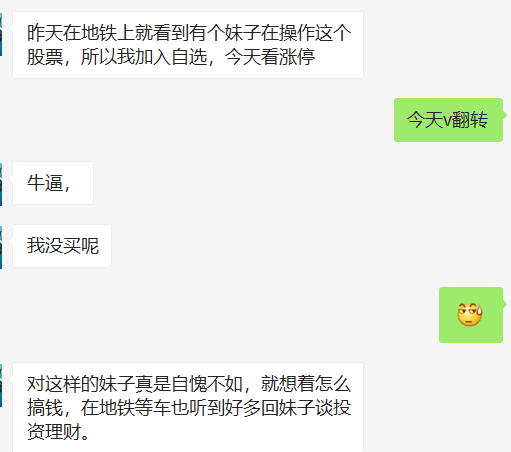 昨天在地铁上就看到有个妹子在操作这个
股票，所以我加入自选，今天看涨停
今天v翻转
牛逼，
我没买呢
对这样的妹子真是自愧不如，就想着怎么
搞钱，在地铁等车也听到好多回妹子谈投
资理财。